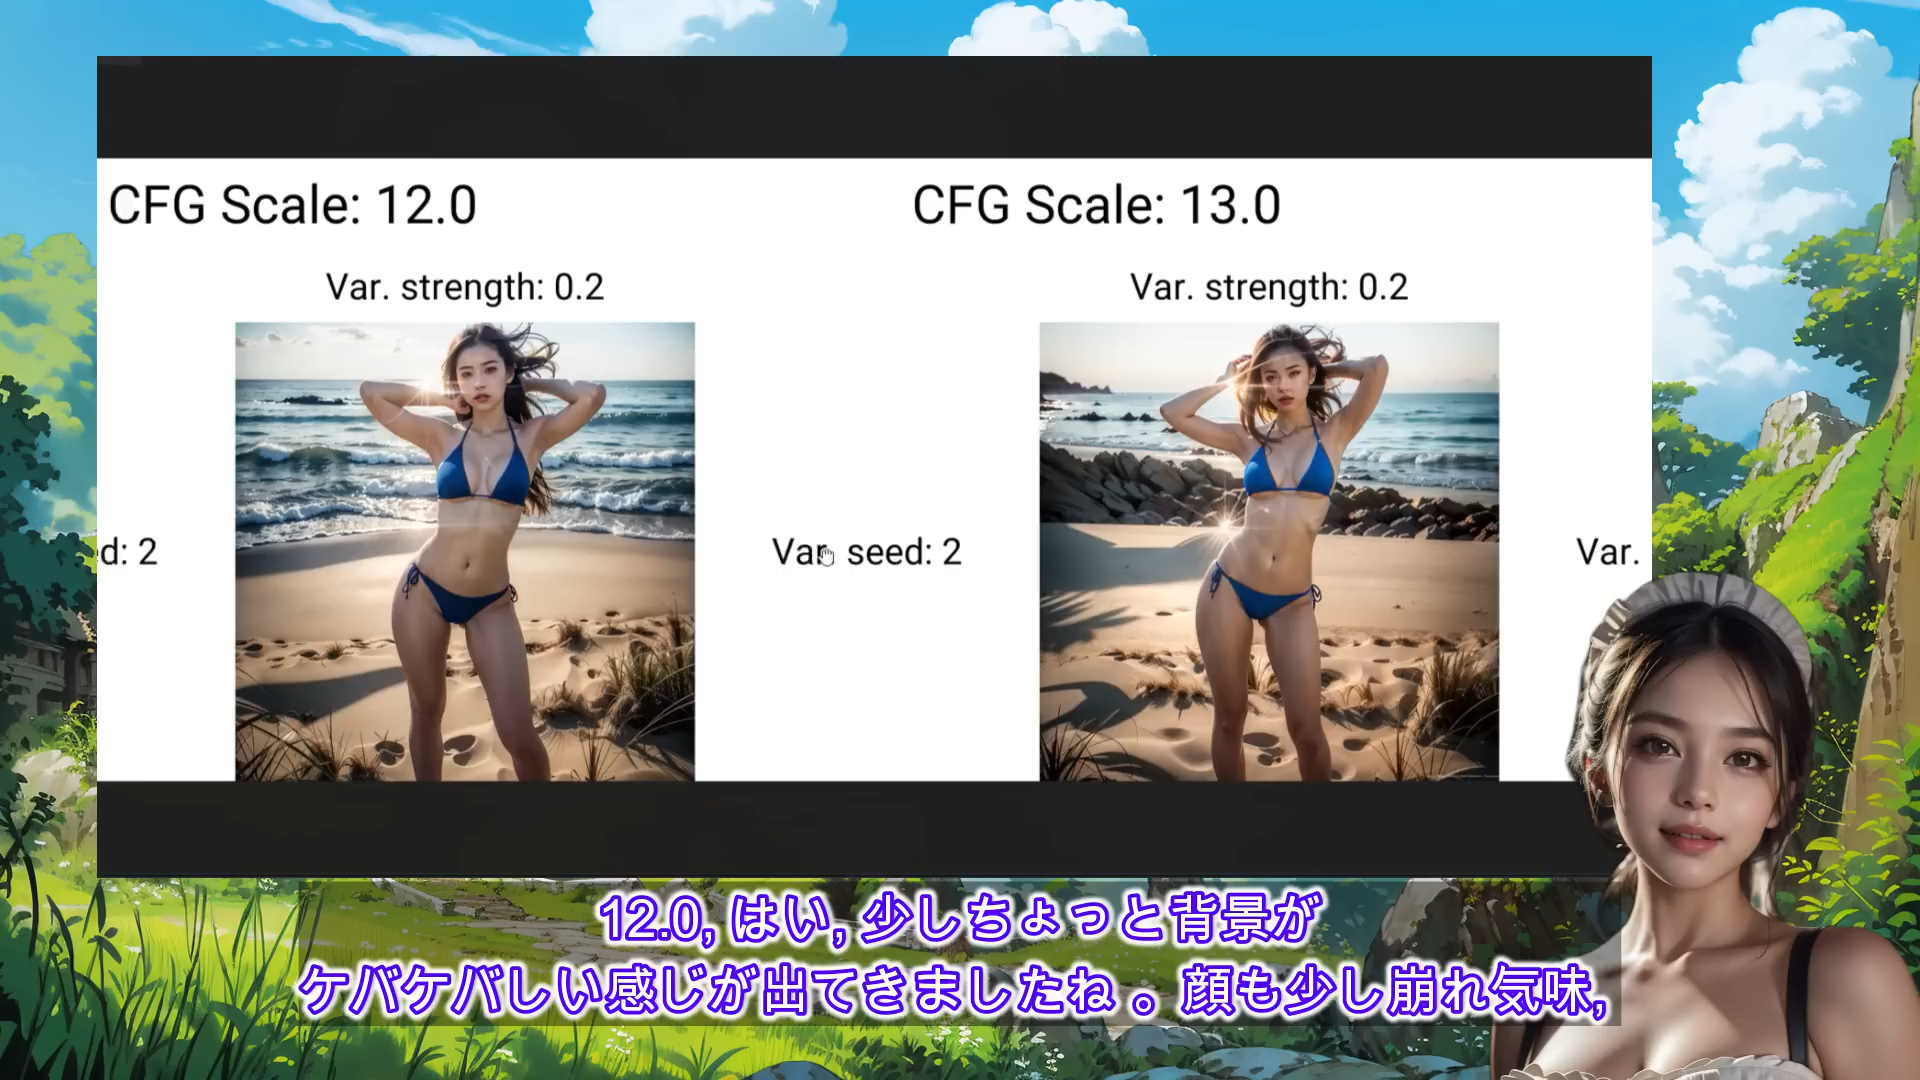 CFG Scale: 12.0
CFG Scale: 13.0
Var. strength: 0.2
Var. strength: 0.2
d: 2
Var. seed: 2
Var.
12.0, はい, 少しちょっと背景が
ケバケバしい感じが出てきましたね 。顔も少し崩れ気味,